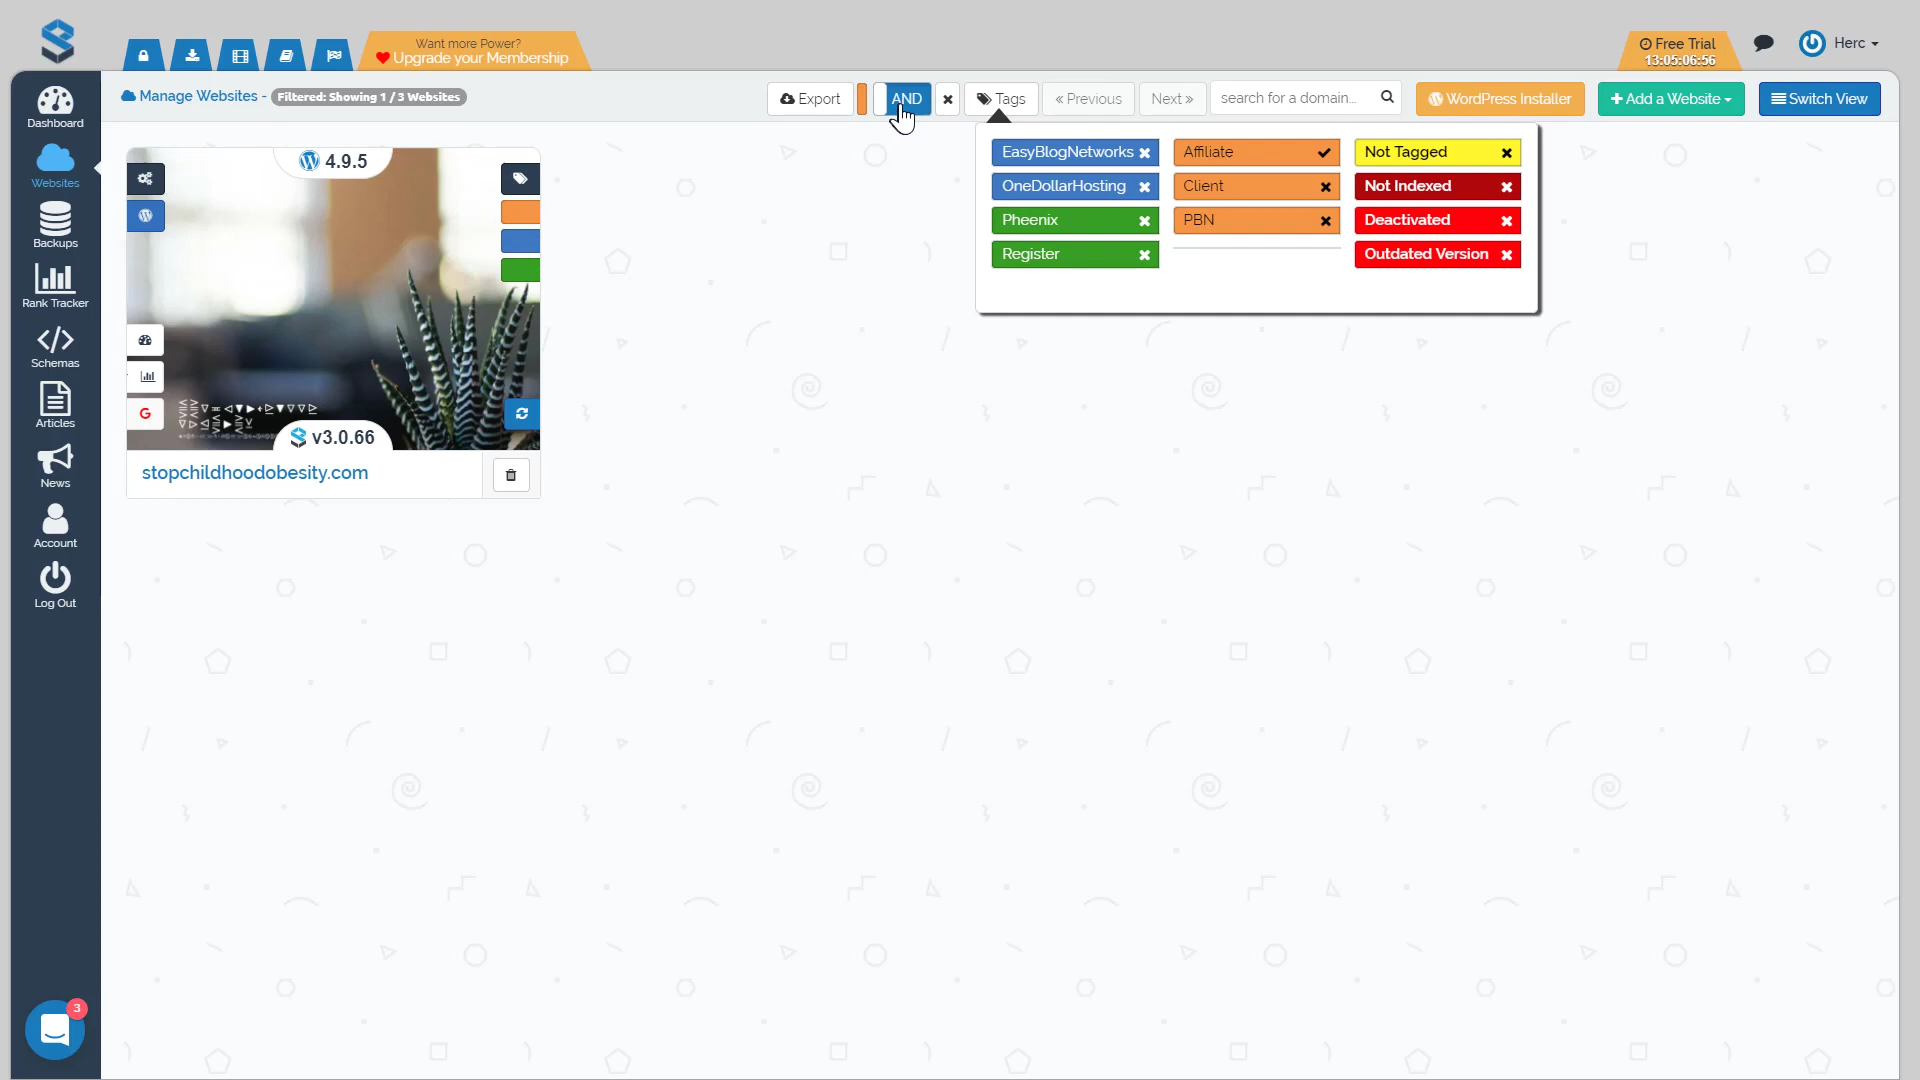 Want more Power?
Upgrade your Membership
Free Trial
13:05:06:56
Herc
Manage Websites - Filtered: Showing 1 / 3 Websites
Export
AND
Tags
« Previous
Next »
search for a domain...
WordPress Installer
Add a Website
Switch View
Dashboard
Websites
Backups
Rank Tracker
Schemas
Articles
News
Account
Log Out
3
EasyBlogNetworks
OneDollarHosting
Pheenix
Register
Affiliate
Client
PBN
Not Tagged
Not Indexed
Deactivated
Outdated Version
4.9.5
G
v3.0.66
stopchildhoodobesity.com